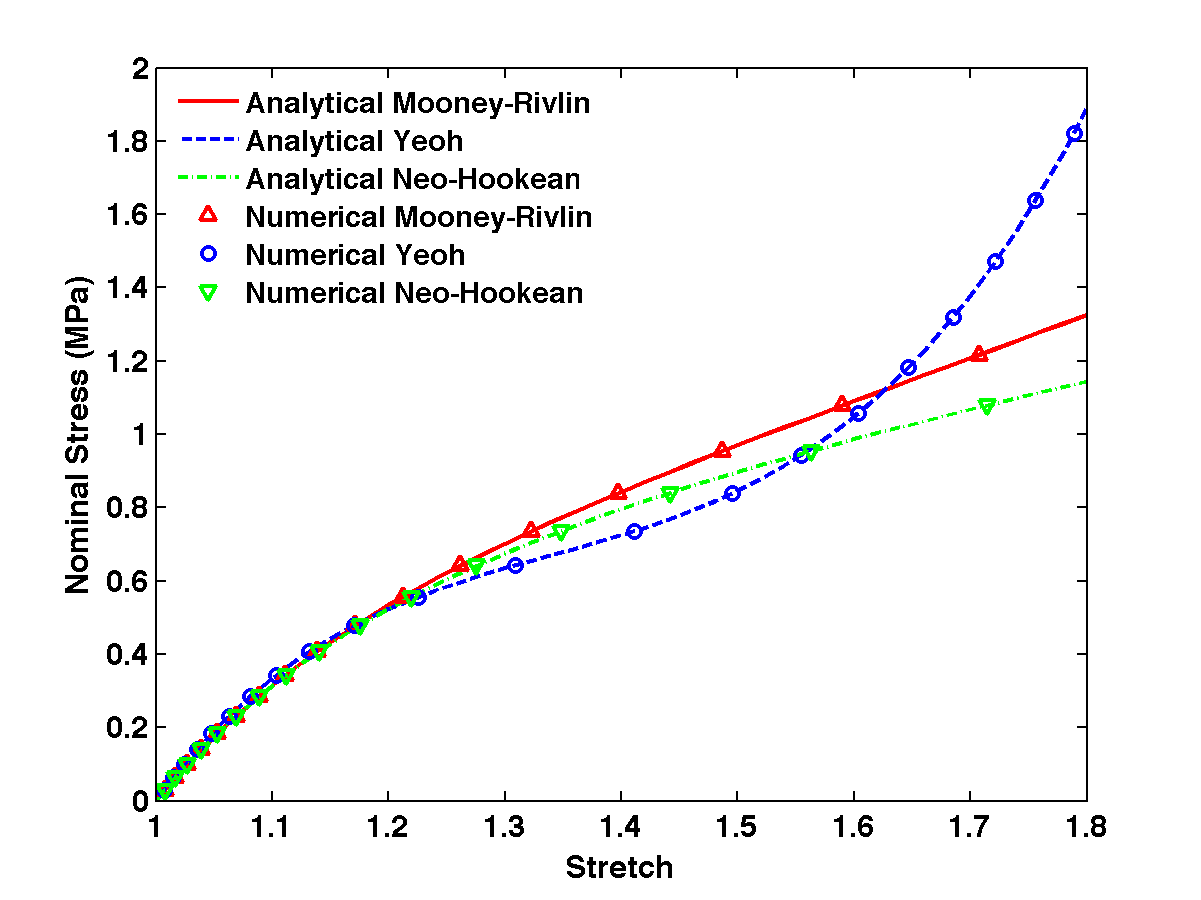 2
1.8
1.6
1.4
1.2
1
0.8
0.6
0.4
0.2
0
Nominal Stress (MPa)
Analytical Mooney-Rivlin
Analytical Yeoh
Analytical Neo-Hookean
Numerical Mooney-Rivlin
Numerical Yeoh
Numerical Neo-Hookean
1 1.1 1.2 1.3 1.4 1.5 1.6 1.7 1.8
Stretch